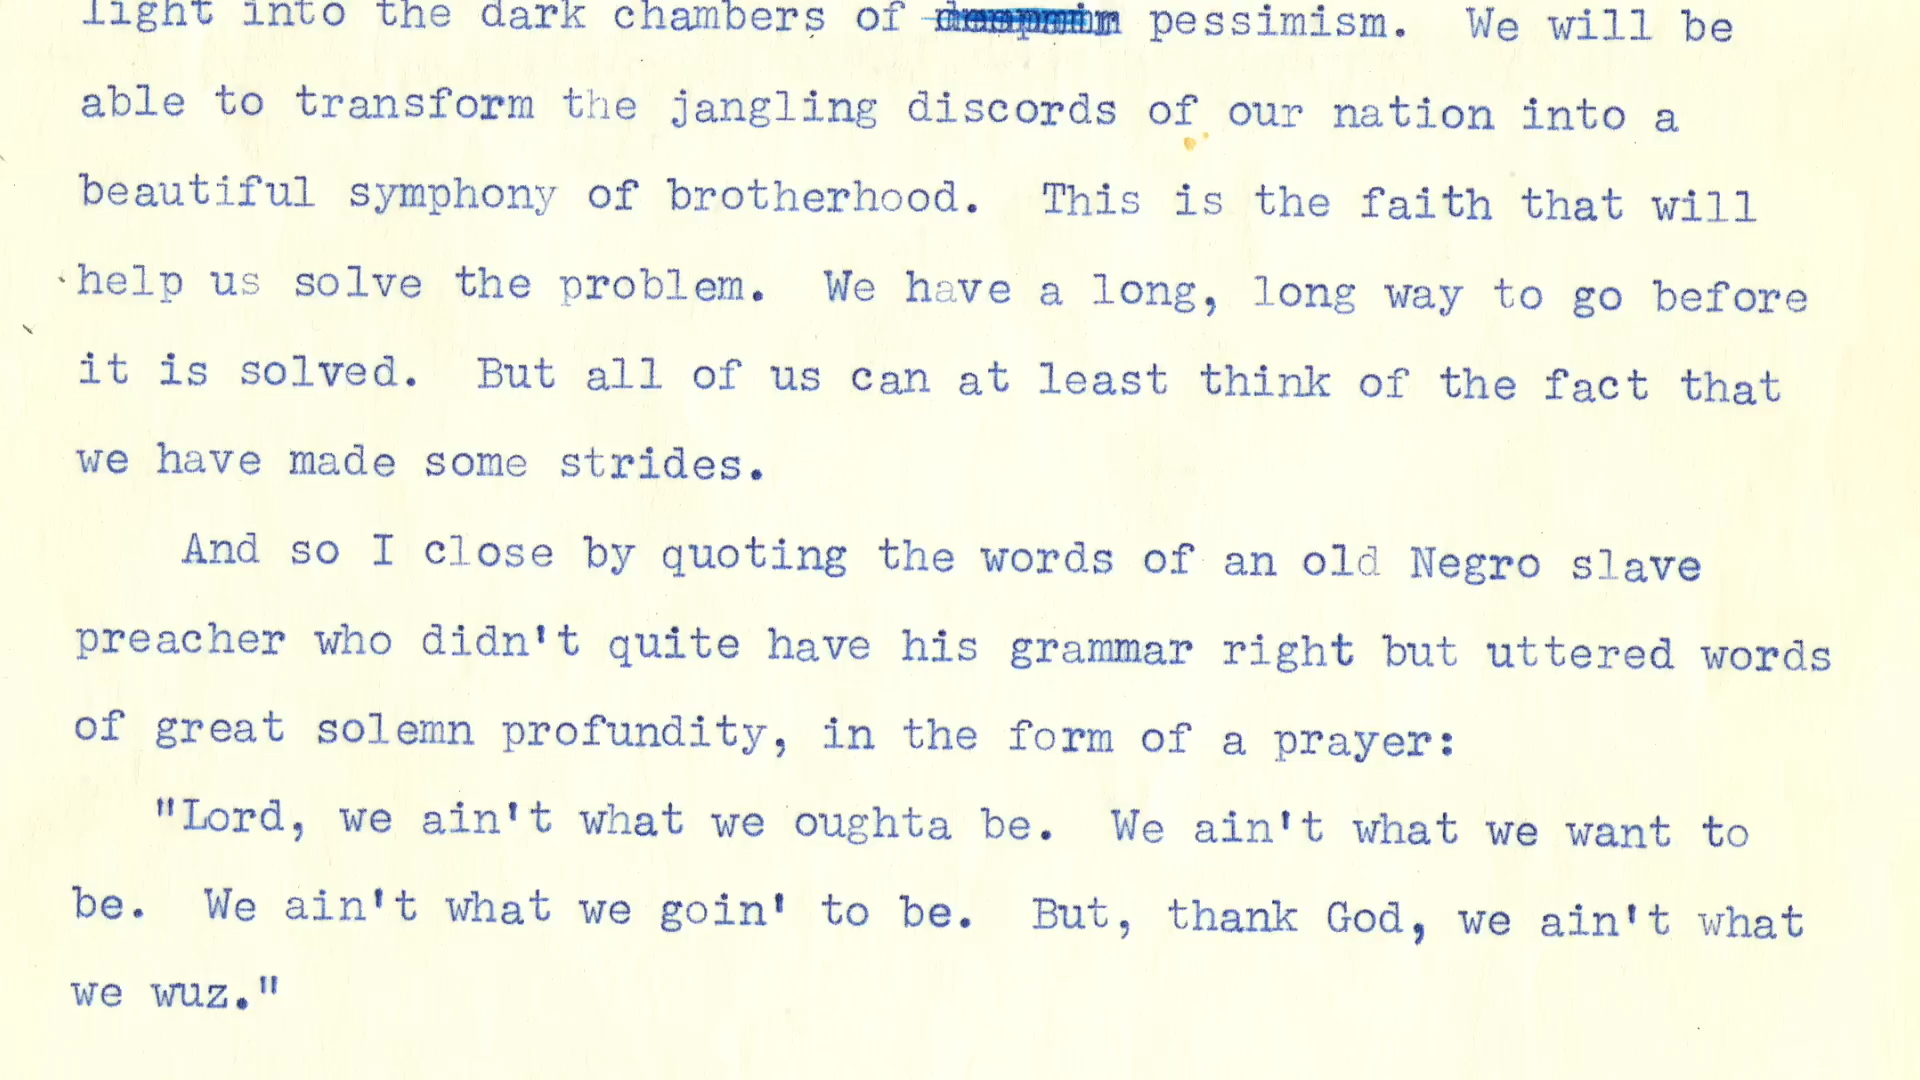 light into the dark chambers of pessimism.  We will be
able to transform the jangling discords of our nation into a
beautiful symphony of brotherhood.  This is the faith that will
help us solve the problem.  We have a long, long way to go before
it is solved.  But all of us can at least think of the fact that
we have made some strides.
And so I close by quoting the words of an old Negro slave
preacher who didn't quite have his grammar right but uttered words
of great solemn profundity, in the form of a prayer:
"Lord, we ain't what we oughta be.  We ain't what we want to
be.  We ain't what we goin' to be.  But, thank God, we ain't what
we wuz."